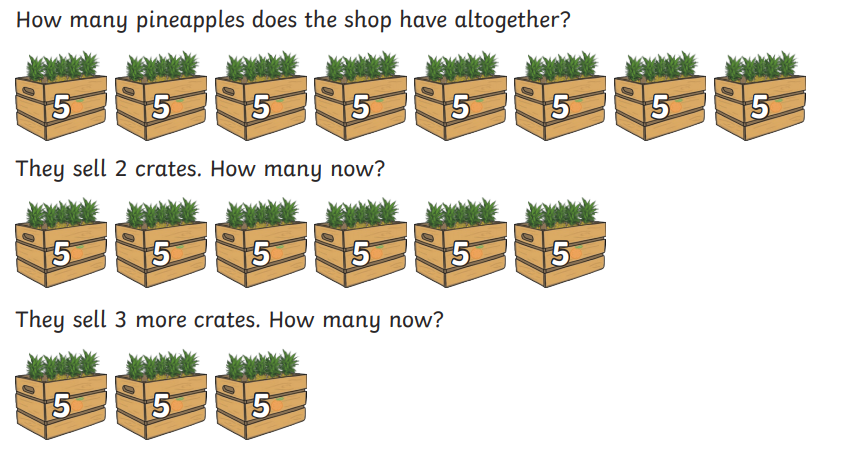 How many pineapples does the shop have altogether?
5 5 5 5 5 5 5 5
They sell 2 crates. How many now?
5 5 5 5 5 5
They sell 3 more crates. How many now?
5 5 5